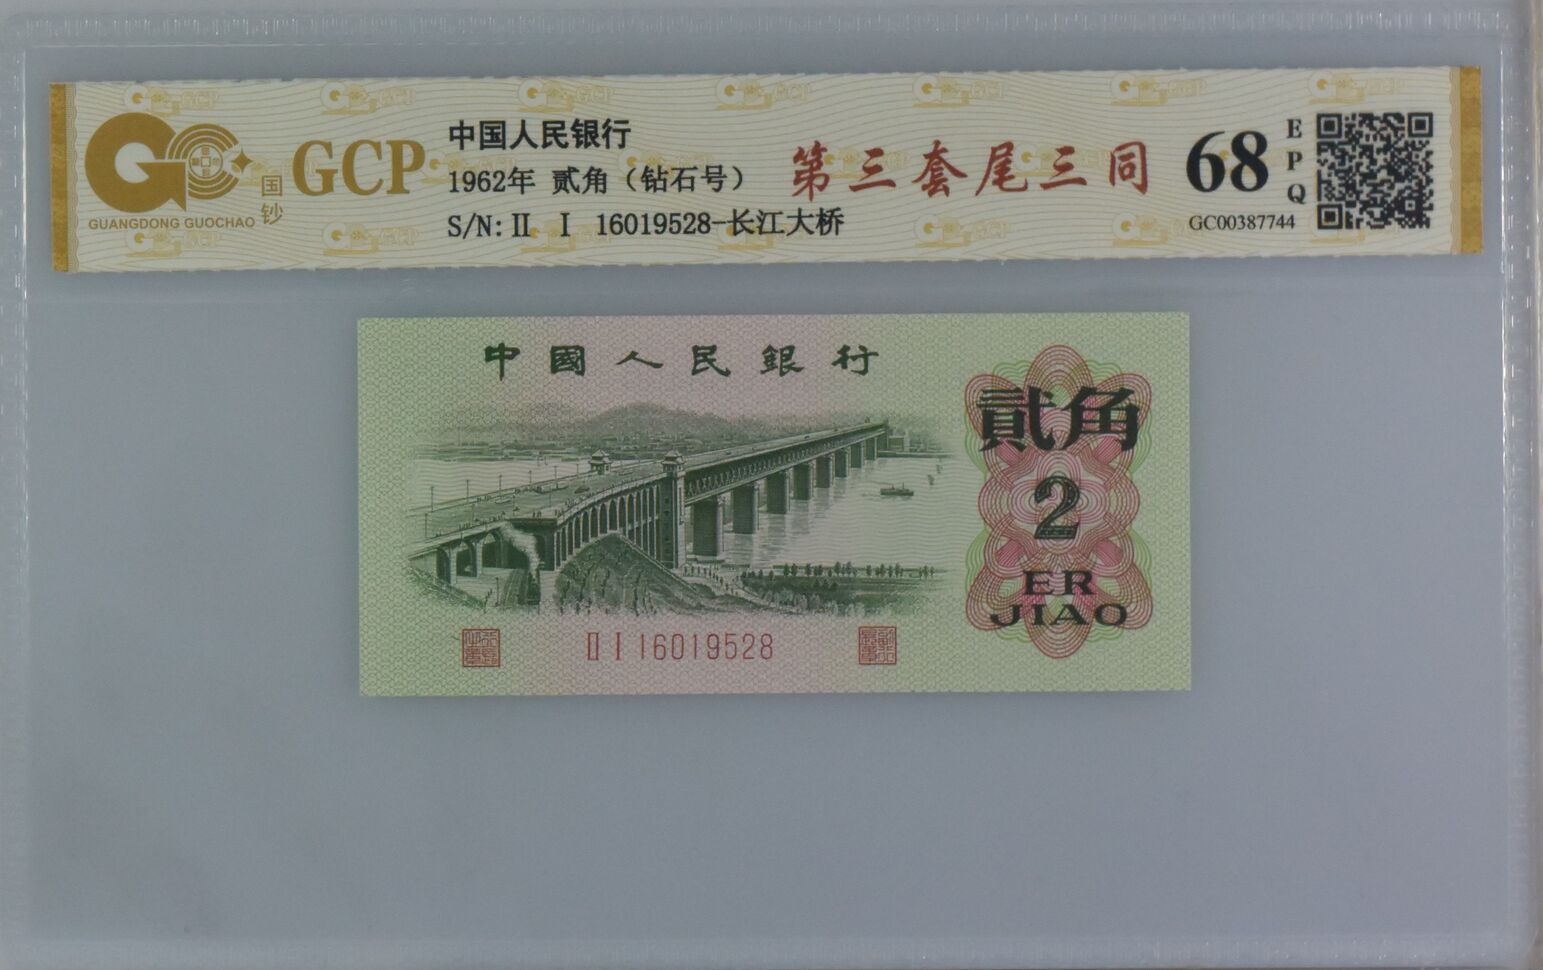 GUANGDONG GUOCHAO
国钞
GCP
中国人民银行
1962年 贰角（钻石号）
S/N: II I 16019528-长江大桥
第三套尾三同
68
EPQ
GC00387744
中國人民銀行
貳角
2
ER
JIAO
II I 16019528